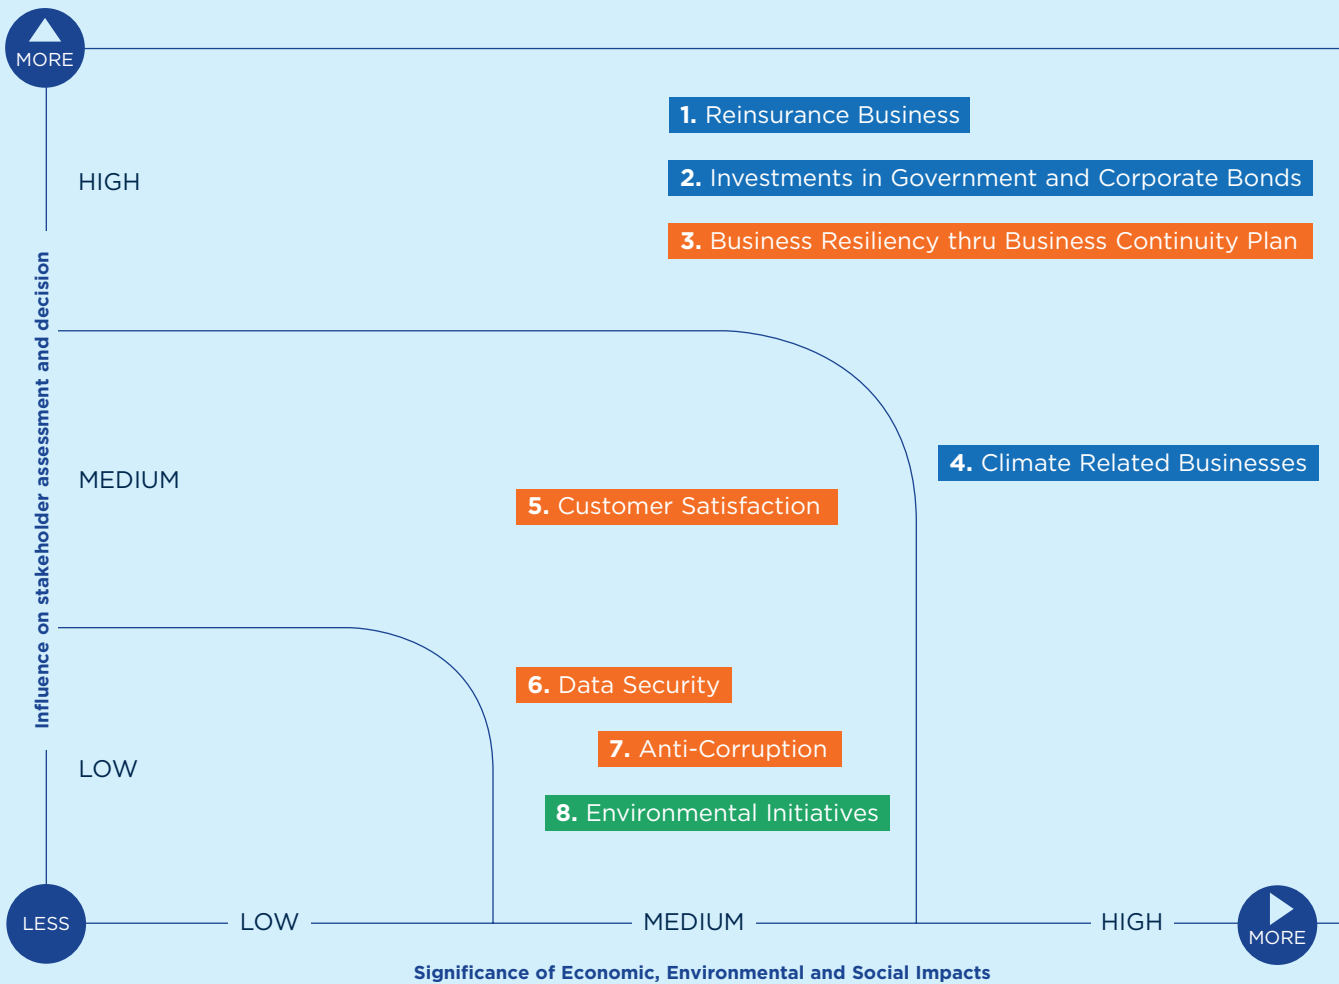 MORE
1. Reinsurance Business
HIGH
2. Investments in Government and Corporate Bonds
3. Business Resiliency thru Business Continuity Plan
Influence on stakeholder assessment and decision
4. Climate Related Businesses
MEDIUM
5. Customer Satisfaction
6. Data Security
7. Anti-Corruption
LOW
8. Environmental Initiatives
LESS
LOW
MEDIUM
HIGH
MORE
Significance of Economic, Environmental and Social Impacts